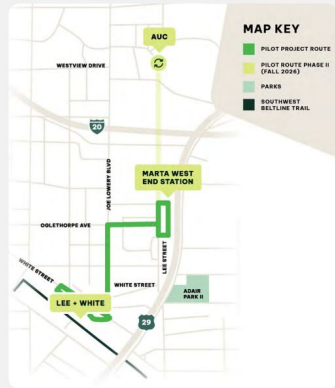 AUC
WESTVIEW DRIVE
INTERSTATE
20
JOE LOWERY BLVD
MARTA WEST
END STATION
OGLETHORPE AVE
LEE STREET
WHITE STREET
WHITE STREET
LEE + WHITE
ADAIR
PARK II
29
MAP KEY
PILOT PROJECT ROUTE
PILOT ROUTE PHASE II
(FALL 2026)
PARKS
SOUTHWEST
BELTLINE TRAIL